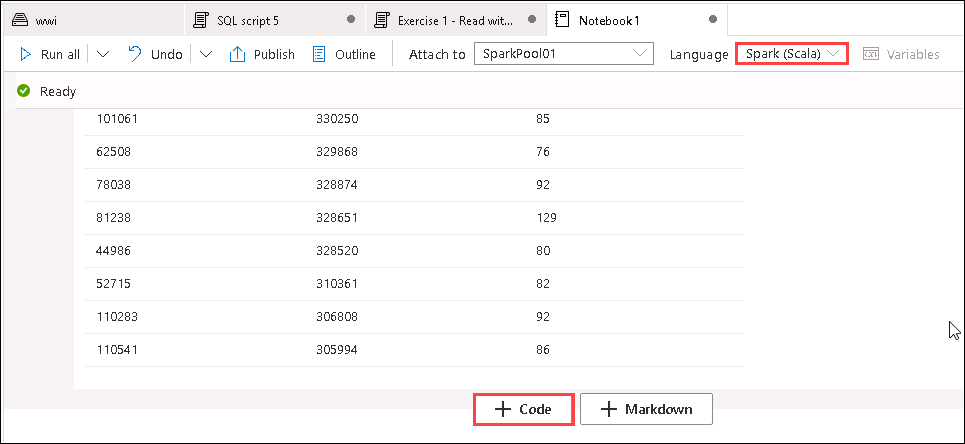 wwi SQL script 5 Exercise 1 - Read wit... Notebook 1
Run all Undo Publish Outline Attach to SparkPool01 Language Spark (Scala) Variables
Ready
101061 330250 85
62508 329868 76
78038 328874 92
81238 328651 129
44986 328520 80
52715 310361 82
110283 306808 92
110541 305994 86
+ Code + Markdown